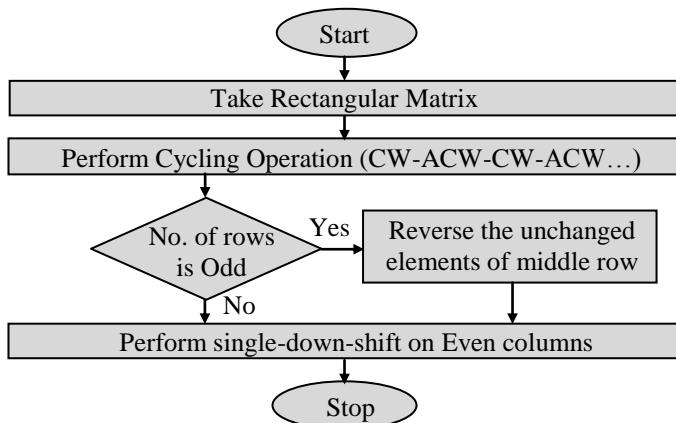 Start
Take Rectangular Matrix
Perform Cycling Operation (CW-ACW-CW-ACW…)
No. of rows
is Odd
Yes
Reverse the unchanged
elements of middle row
No
Perform single-down-shift on Even columns
Stop